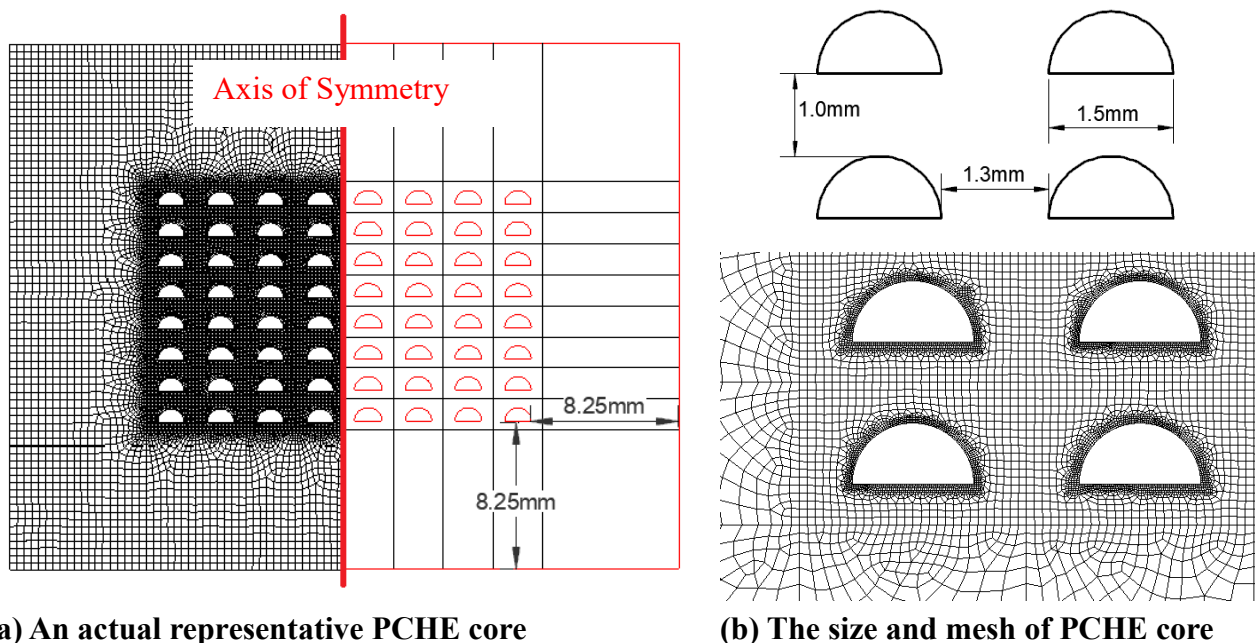 Axis of Symmetry
8.25mm
8.25mm
a) An actual representative PCHE core
1.0mm
1.5mm
1.3mm
(b) The size and mesh of PCHE core